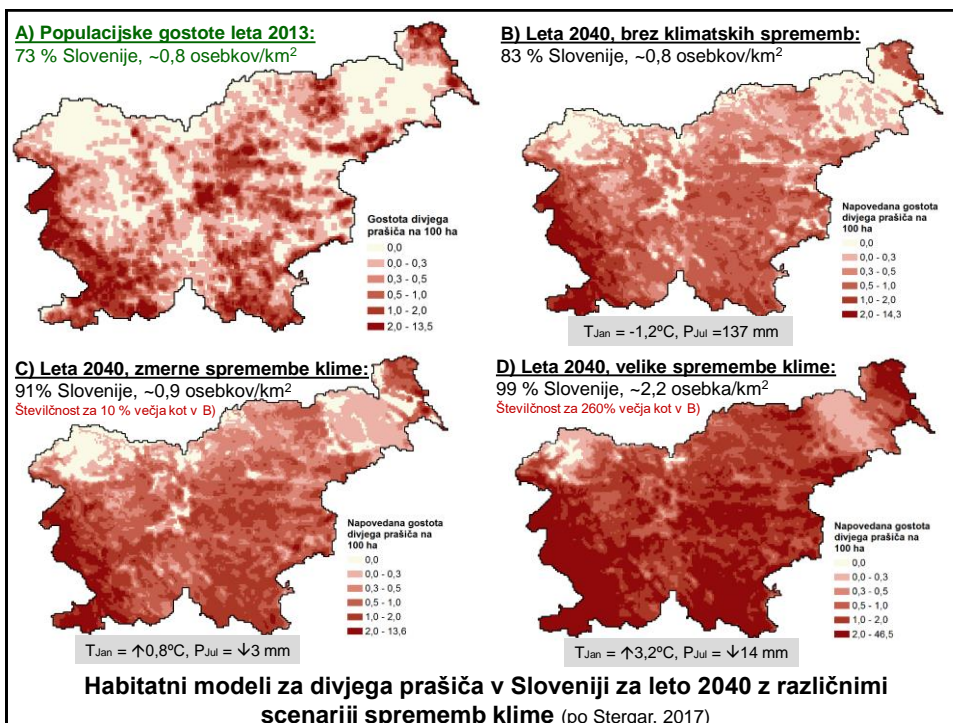 A) Populacijske gostote leta 2013:
73 % Slovenije, ~0,8 osebkov/km²
Gostota divjega
prašiča na 100 ha
0,0
0,0 - 0,3
0,3 - 0,5
0,5 - 1,0
1,0 - 2,0
2,0 - 13,5
B) Leta 2040, brez klimatskih sprememb:
83 % Slovenije, ~0,8 osebkov/km²
Napovedana gostota
divjega prašiča na
100 ha
0,0
0,0 - 0,3
0,3 - 0,5
0,5 - 1,0
1,0 - 2,0
2,0 - 14,3
TJan = -1,2ºC, PJul =137 mm
C) Leta 2040, zmerne spremembe klime:
91% Slovenije, ~0,9 osebkov/km²
Številčnost za 10 % večja kot v B)
Napovedana gostota
divjega prašiča na
100 ha
0,0
0,0 - 0,3
0,3 - 0,5
0,5 - 1,0
1,0 - 2,0
2,0 - 13,6
TJan = ↑0,8ºC, PJul = ↓3 mm
D) Leta 2040, velike spremembe klime:
99 % Slovenije, ~2,2 osebka/km²
Številčnost za 260% večja kot v B)
Napovedana gostota
divjega prašiča na
100 ha
0,0
0,0 - 0,3
0,3 - 0,5
0,5 - 1,0
1,0 - 2,0
2,0 - 46,5
TJan = ↑3,2ºC, PJul = ↓14 mm
Habitatni modeli za divjega prašiča v Sloveniji za leto 2040 z različnimi
scenariji sprememb klime (po Stergar, 2017)